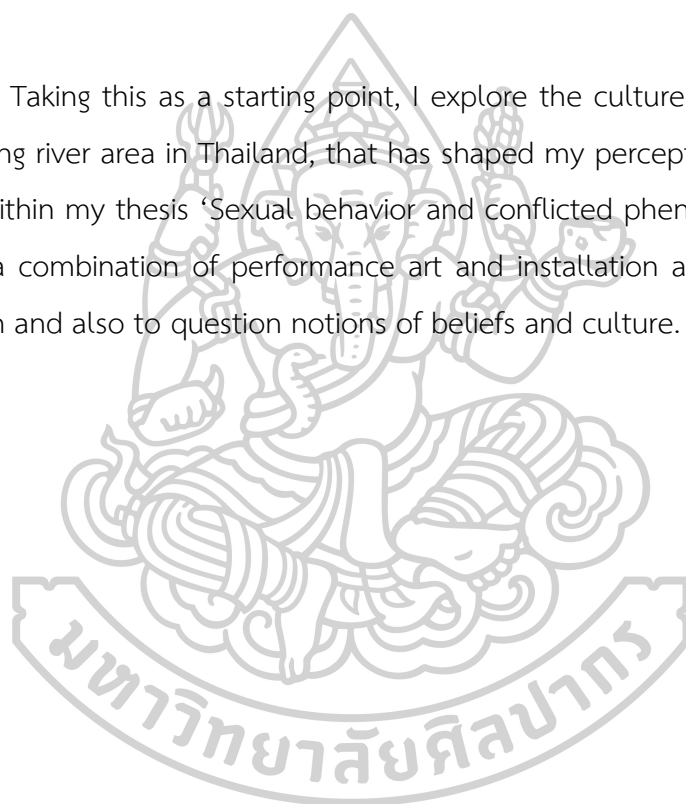 Taking this as a starting point, I explore the culture
ng river area in Thailand, that has shaped my percept
ithin my thesis ‘Sexual behavior and conflicted phen
a combination of performance art and installation a
n and also to question notions of beliefs and culture.
มหาวิทยาลัยศิลปากร